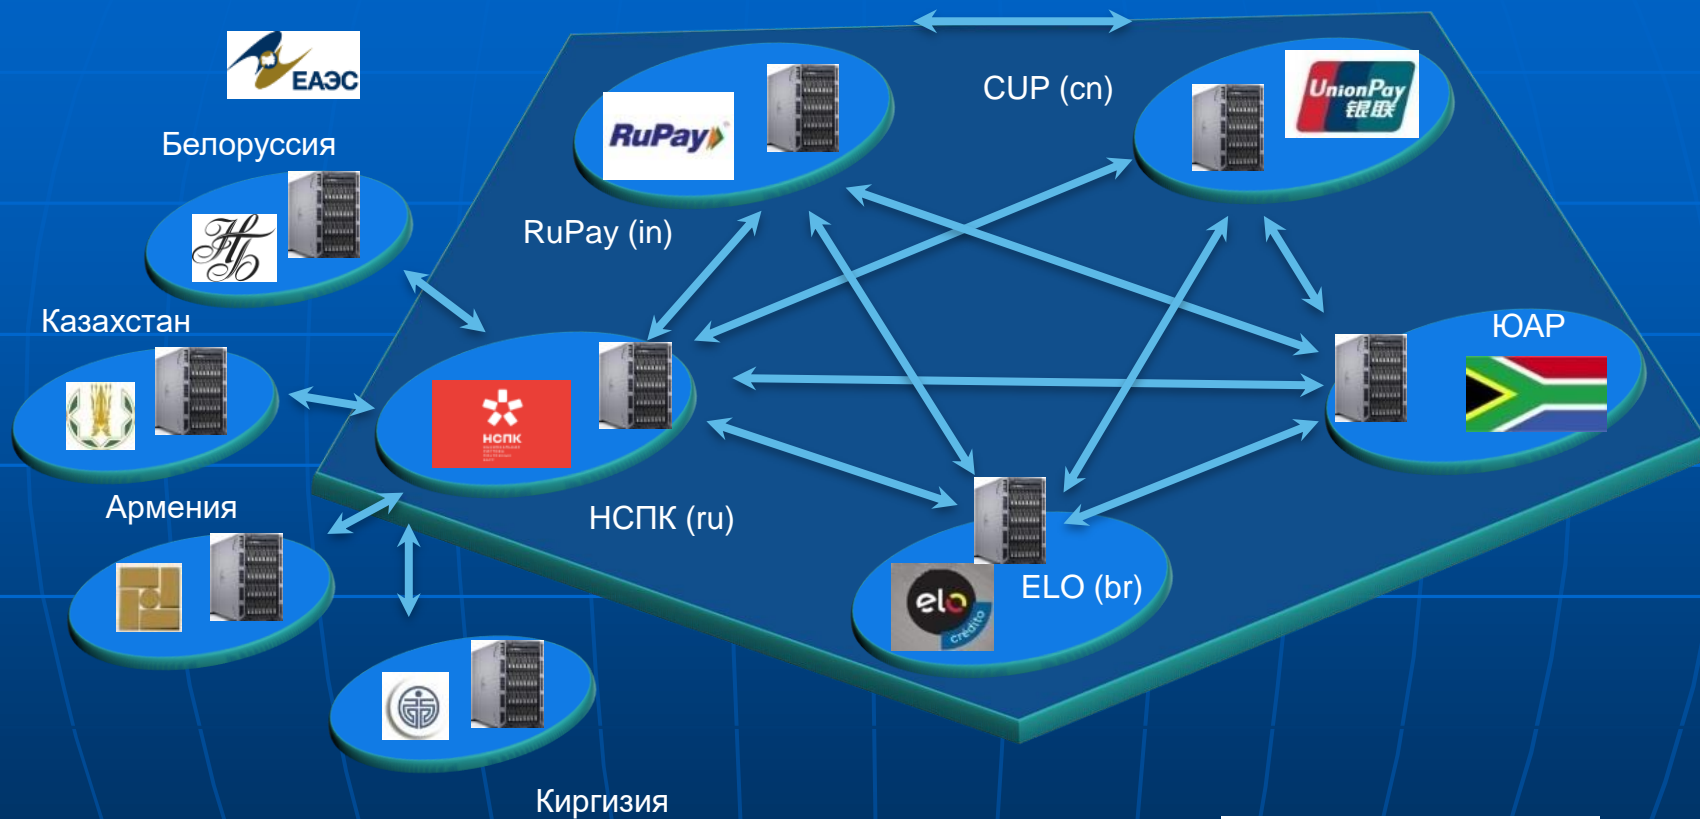 ЕАЭС
CUP (cn)
UnionPay
银联
RuPay
Белоруссия
RuPay (in)
Казахстан
ЮАР
НСПК
Армения
НСПК (ru)
elo
crédito
ELO (br)
Киргизия